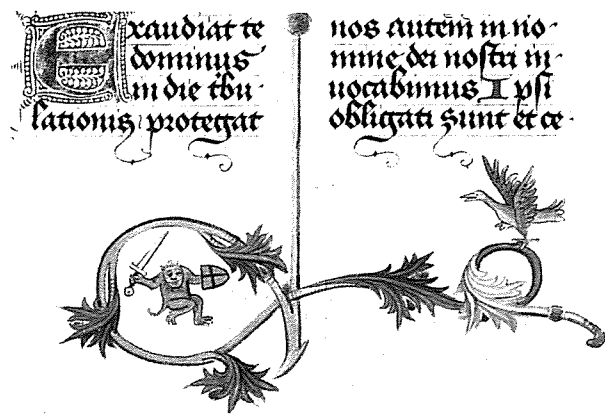 Exaudiat te
dominus
in die tbu-
lationis protegat
nos autem in no-
mine dei nostri in-
uocabimus Ipsi
obligati sunt et ce-